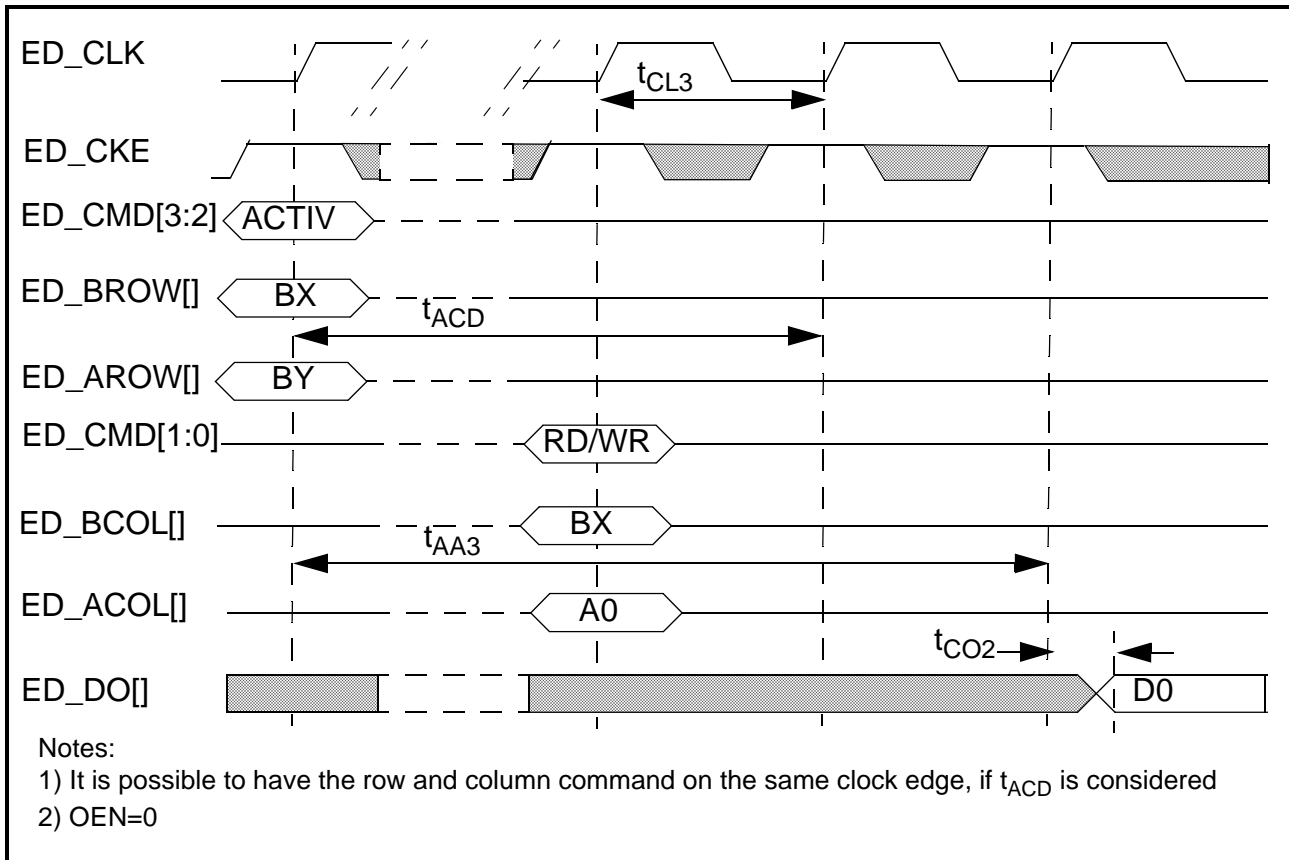 ED_CLK
tCL3
ED_CKE
ED_CMD[3:2]
ACTIV
ED_BROW[]
BX
tACD
ED_AROW[]
BY
ED_CMD[1:0]
RD/WR
ED_BCOL[]
BX
tAA3
ED_ACOL[]
A0
tCO2
ED_DO[]
D0
Notes:
1) It is possible to have the row and column command on the same clock edge, if tACD is considered
2) OEN=0